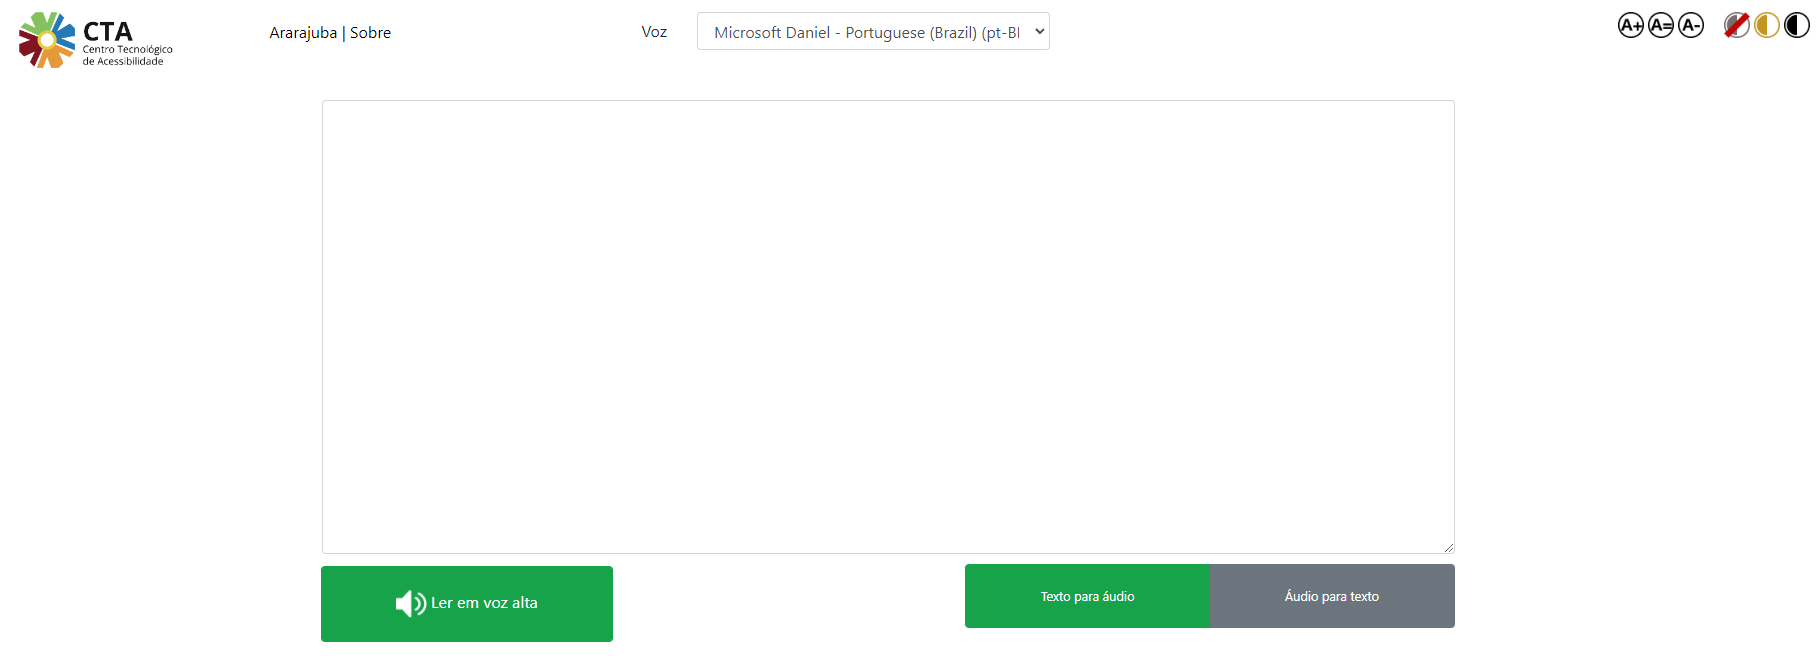 CTA
Centro Tecnológico
de Acessibilidade
Ararajuba | Sobre
Voz
Microsoft Daniel - Portuguese (Brazil) (pt-BI
A+ A= A-
Ler em voz alta
Texto para áudio
Áudio para texto